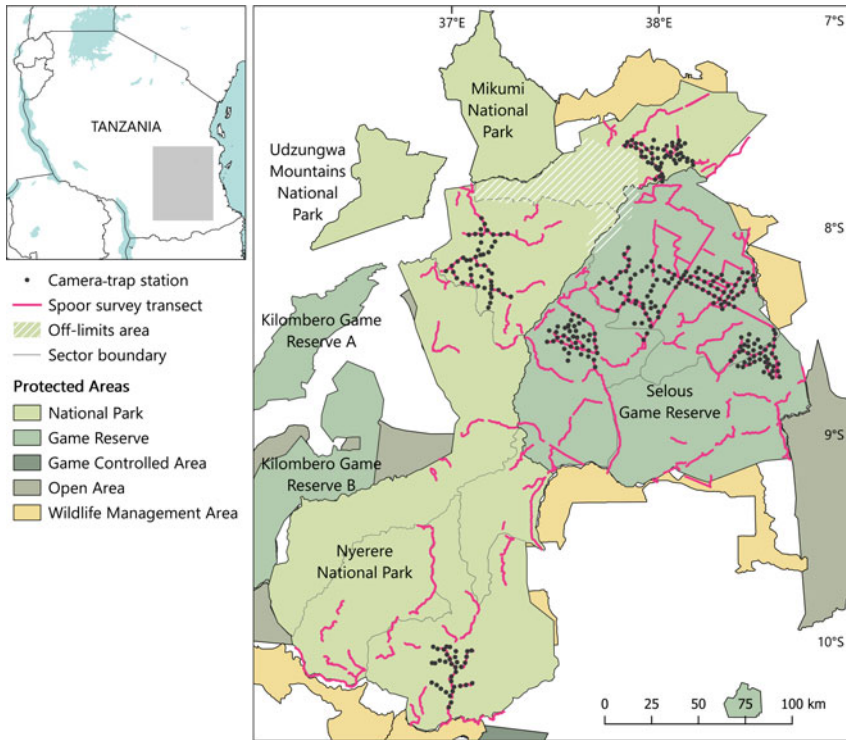 TANZANIA
Camera-trap station
Spoor survey transect
Off-limits area
Sector boundary
Protected Areas
National Park
Game Reserve
Game Controlled Area
Open Area
Wildlife Management Area
37°E
38°E
7°S
Mikumi
National
Park
Udzungwa
Mountains
National
Park
8°S
Kilombero Game
Reserve A
Selous
Game Reserve
9°S
Kilombero Game
Reserve B
Nyerere
National Park
10°S
0 25 50 75 100 km